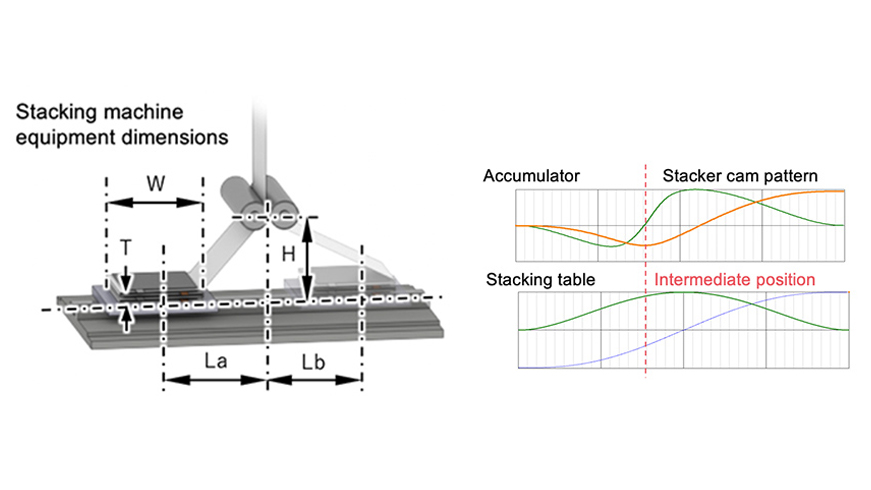 Stacking machine
equipment dimensions
W
T
H
La
Lb
Accumulator
Stacker cam pattern
Stacking table
Intermediate position